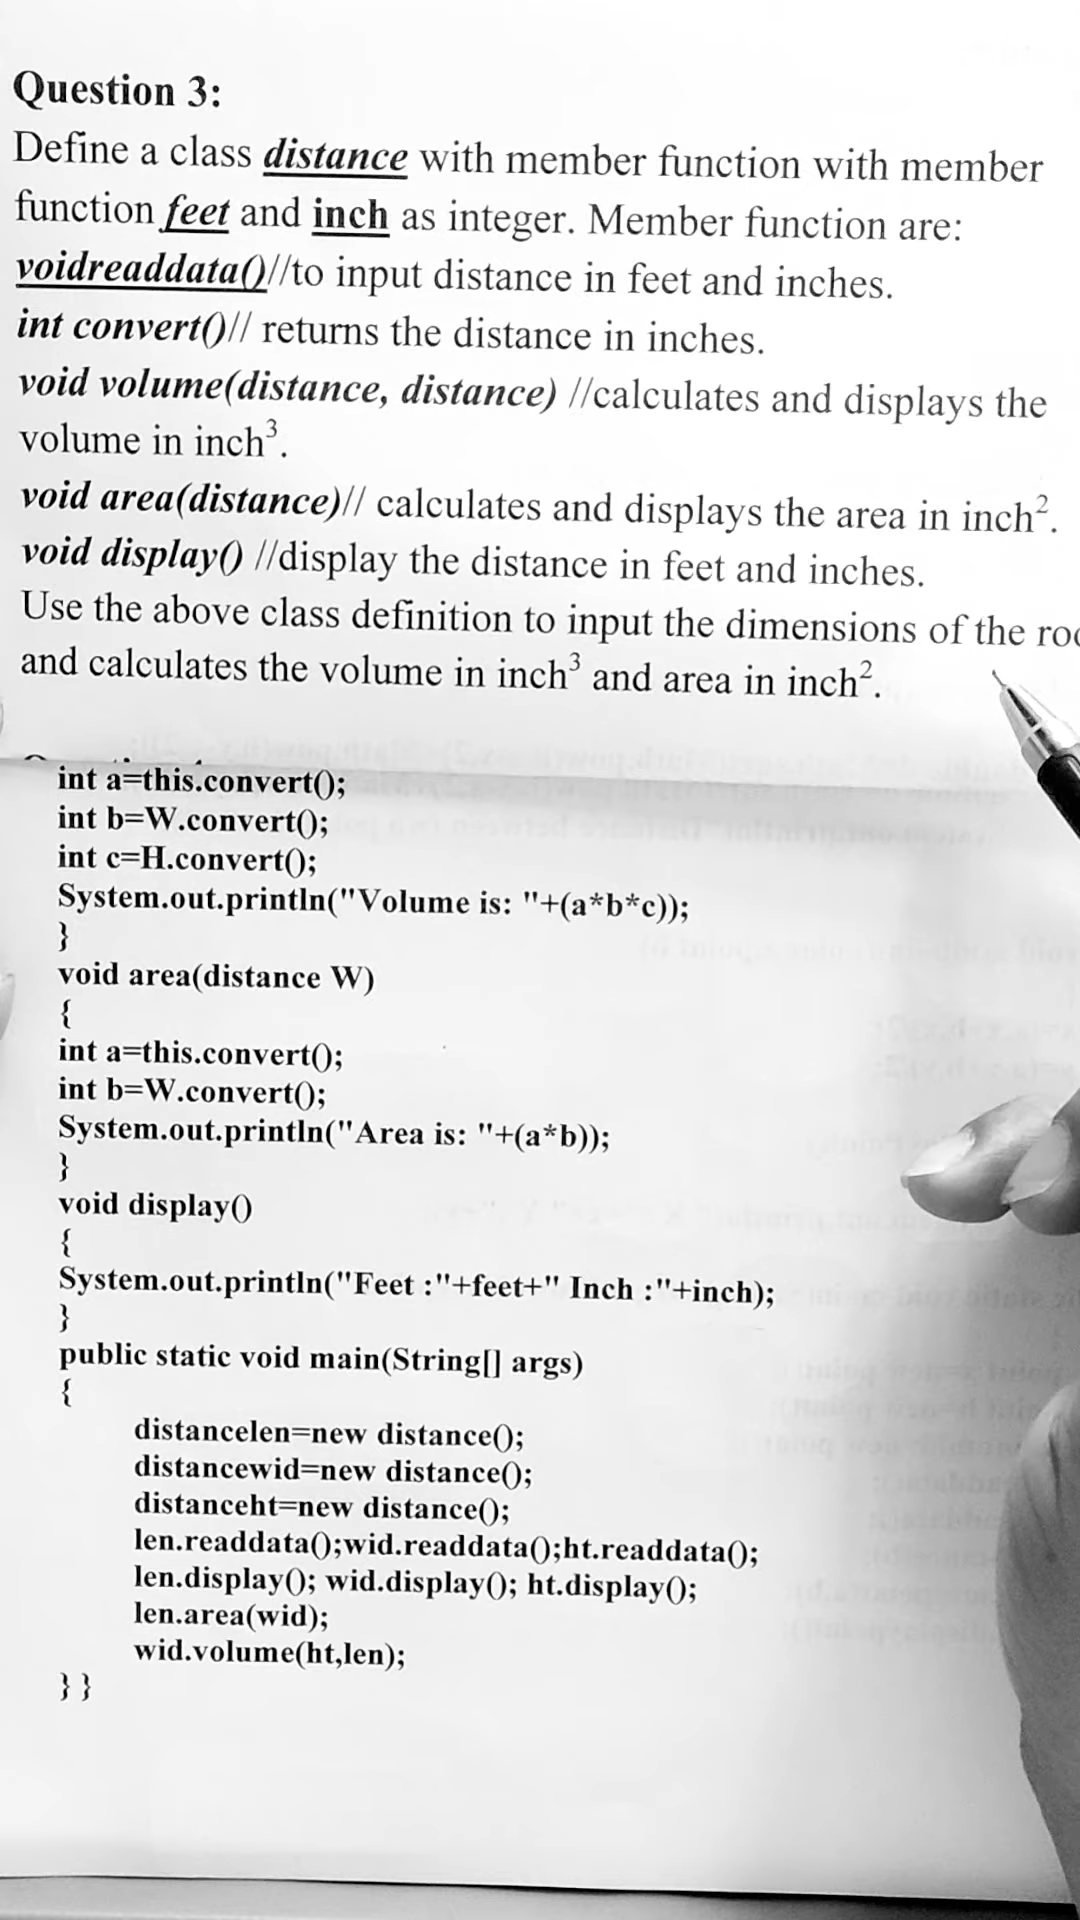 Question 3:
Define a class distance with member function with member
function feet and inch as integer. Member function are:
voidreaddata()//to input distance in feet and inches.
int convert()// returns the distance in inches.
void volume(distance, distance) //calculates and displays the
volume in inch³.
void area(distance)// calculates and displays the area in inch².
void display() //display the distance in feet and inches.
Use the above class definition to input the dimensions of the
and calculates the volume in inch³ and area in inch².
int a=this.convert();
int b=W.convert();
int c=H.convert();
System.out.println("Volume is: "+(a*b*c));
}
void area(distance W)
{
int a=this.convert();
int b=W.convert();
System.out.println("Area is: "+(a*b));
}
void display()
{
System.out.println("Feet :"+feet+" Inch :"+inch);
}
public static void main(String[] args)
{
distancelen=new distance();
distancewid=new distance();
distanceht=new distance();
len.readdata();wid.readdata();ht.readdata();
len.display(); wid.display(); ht.display();
len.area(wid);
wid.volume(ht,len);
} }